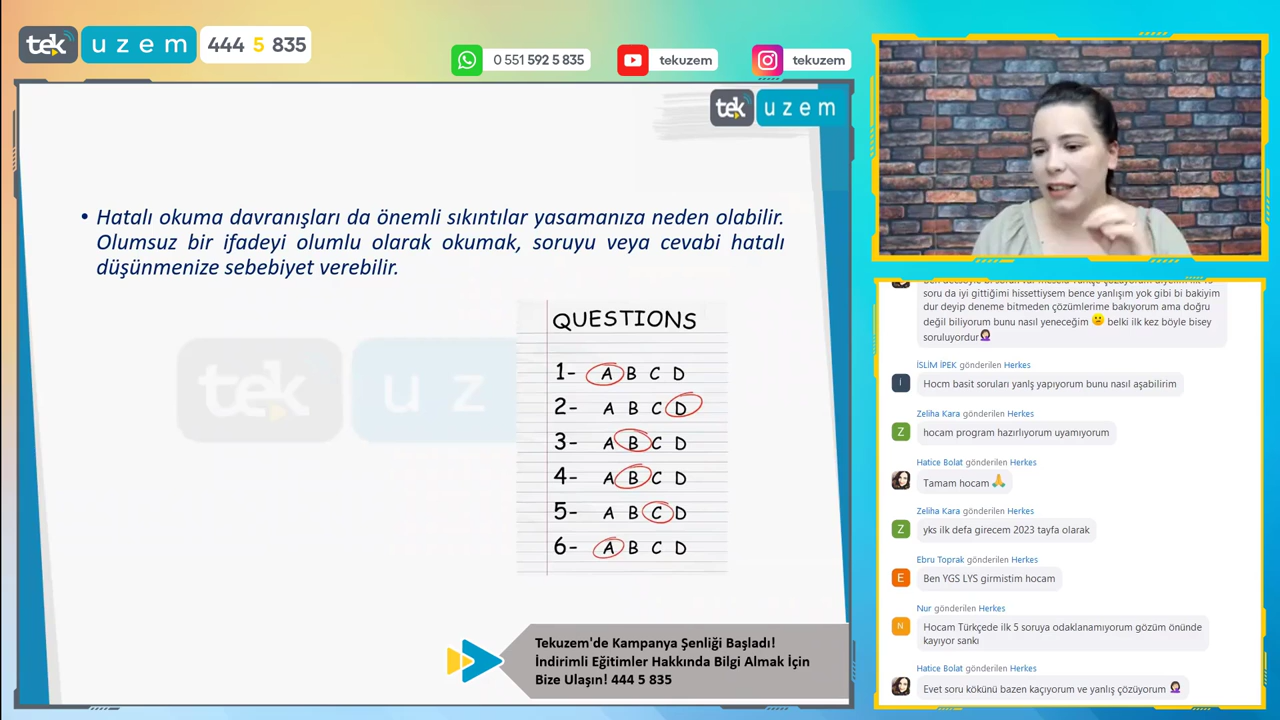 tek uzem 444 5 835
0 551 592 5 835
tekuzem
tekuzem
tek uzem
• Hatalı okuma davranışları da önemli sıkıntılar yasamanıza neden olabilir.
Olumsuz bir ifadeyi olumlu olarak okumak, soruyu veya cevabi hatalı
düşünmenize sebebiyet verebilir.
tek uz
QUESTIONS
1- A B C D
2- A B C D
3- A B C D
4- A B C D
5- A B C D
6- A B C D
Tekuzem'de Kampanya Şenliği Başladı!
İndirimli Eğitimler Hakkında Bilgi Almak İçin
Bize Ulaşın! 444 5 835
soru da iyi gittiğimi hissettiysem bence yanlışım yok gibi bi bakiyim
dur deyip deneme bitmeden çözümlerime bakıyorum ama doğru
değil biliyorum bunu nasıl yeneceğim 😕 belki ilk kez böyle bisey
soruluyordur🤦🏻‍♀️
İSLİM İPEK gönderilen Herkes
I
Hocm basit soruları yanlş yapıyorum bunu nasıl aşabilirim
Zeliha Kara gönderilen Herkes
Z
hocam program hazırlıyorum uyamıyorum
Hatice Bolat gönderilen Herkes
Tamam hocam 🙏
Zeliha Kara gönderilen Herkes
Z
yks ilk defa girecem 2023 tayfa olarak
Ebru Toprak gönderilen Herkes
E
Ben YGS LYS girmistim hocam
Nur gönderilen Herkes
N
Hocam Türkçede ilk 5 soruya odaklanamıyorum gözüm önünde
kayıyor sankı
Hatice Bolat gönderilen Herkes
Evet soru kökünü bazen kaçıyorum ve yanlış çözüyorum 🤦🏻‍♀️